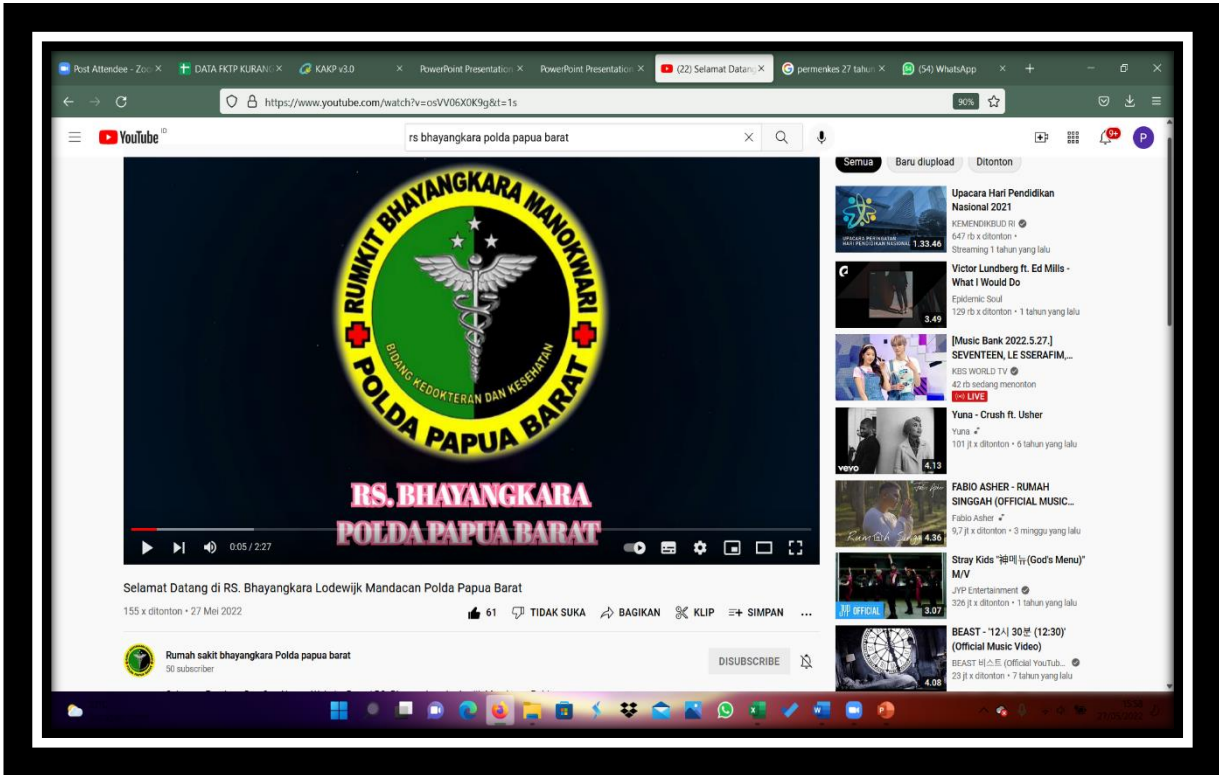 Post Attendee - Zoo
DATA FKTP KURANG
KAKP v3.0
PowerPoint Presentation
PowerPoint Presentation
(22) Selamat Datang
permenkes 27 tahun
(54) WhatsApp
https://www.youtube.com/watch?v=osVV06X0K9g&t=1s
90%
YouTube ID
rs bhayangkara polda papua barat
9+
P
RUMKIT BHAYANGKARA MANOKWARI
BIDANG KEDOKTERAN DAN KESEHATAN
POLDA PAPUA BARAT
RS. BHAYANGKARA
POLDA PAPUA BARAT
0:05 / 2:27
Selamat Datang di RS. Bhayangkara Lodewijk Mandacan Polda Papua Barat
155 x ditonton • 27 Mei 2022
61
TIDAK SUKA
BAGIKAN
KLIP
SIMPAN
...
Rumah sakit bhayangkara Polda papua barat
50 subscriber
DISUBSCRIBE
Semua
Baru diupload
Ditonton
1.33.46
Upacara Hari Pendidikan
Nasional 2021
KEMENDIKBUD RI
647 rb x ditonton •
Streaming 1 tahun yang lalu
3.49
Victor Lundberg ft. Ed Mills -
What I Would Do
Epidemic Soul
129 rb x ditonton • 1 tahun yang lalu
[Music Bank 2022.5.27.]
SEVENTEEN, LE SSERAFIM,...
KBS WORLD TV
42 rb sedang menonton
LIVE
vevo
4.13
Yuna - Crush ft. Usher
Yuna
101 jt x ditonton • 6 tahun yang lalu
4.36
FABIO ASHER - RUMAH
SINGGAH (OFFICIAL MUSIC...
Fabio Asher
9,7 jt x ditonton • 3 minggu yang lalu
OFFICIAL
3.07
Stray Kids "神메뉴(God's Menu)"
M/V
JYP Entertainment
326 jt x ditonton • 1 tahun yang lalu
4.08
BEAST - '12시 30분 (12:30)'
(Official Music Video)
BEAST 비스트 (Official YouTub...
23 jt x ditonton • 7 tahun yang lalu
15:58
27/05/2022